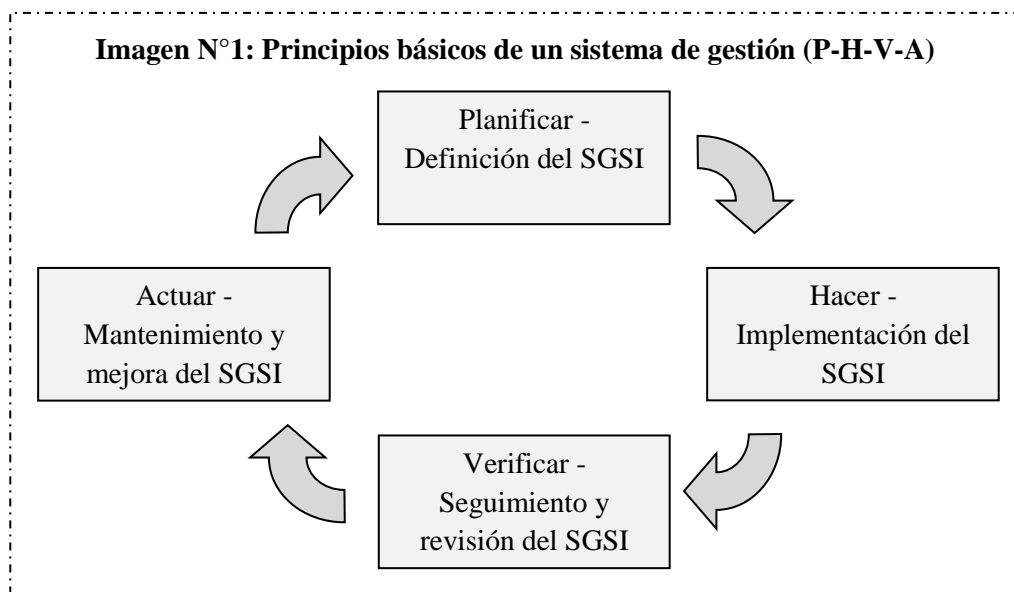 Imagen N°1: Principios básicos de un sistema de gestión (P-H-V-A)
Planificar -
Definición del SGSI
Actuar -
Mantenimiento y
mejora del SGSI
Hacer -
Implementación del
SGSI
Verificar -
Seguimiento y
revisión del SGSI